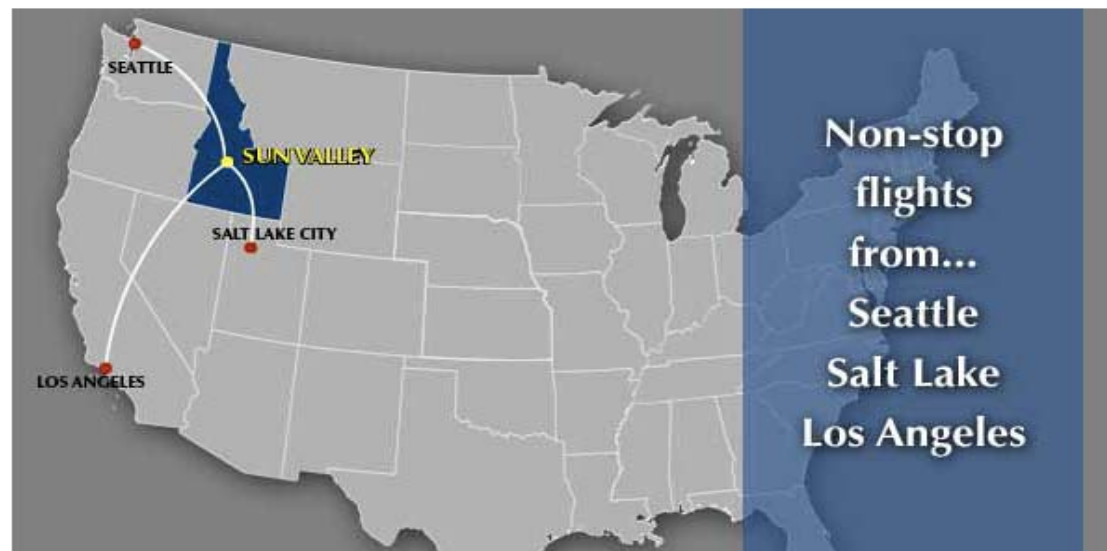 SEATTLE
SUN VALLEY
SALT LAKE CITY
LOS ANGELES
Non-stop
flights
from...
Seattle
Salt Lake
Los Angeles